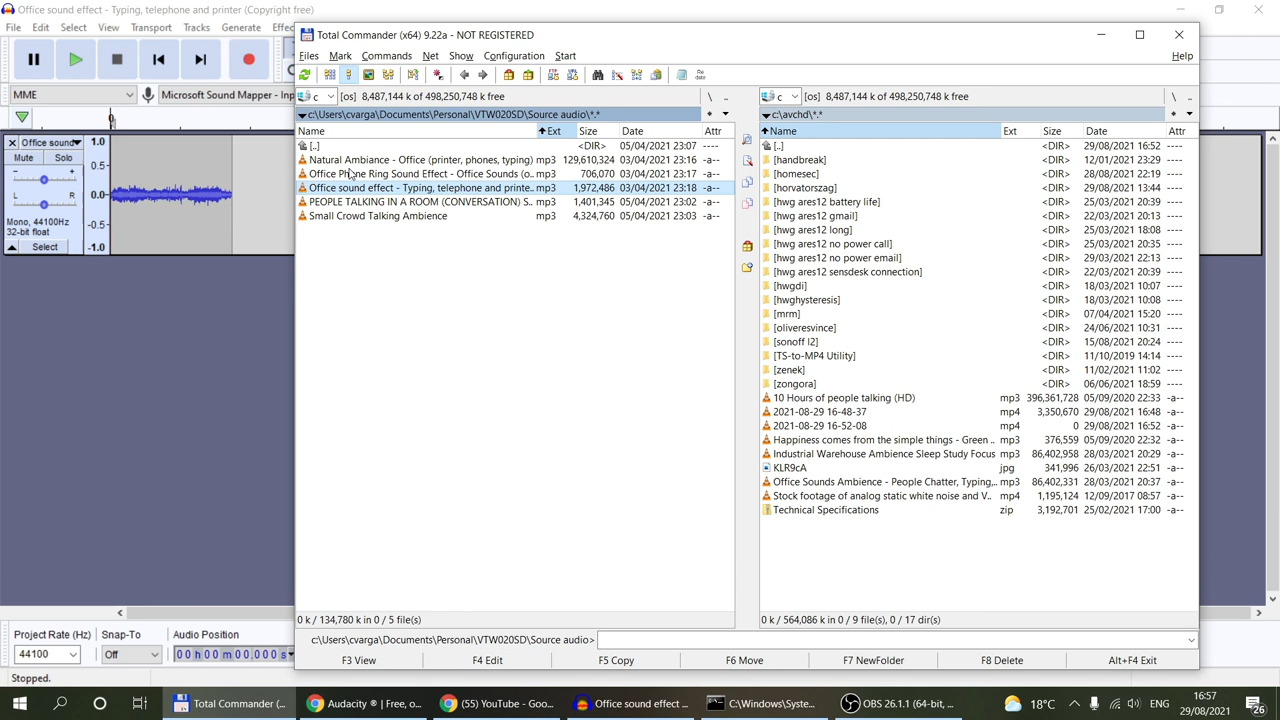 Office sound effect - Typing, telephone and printer (Copyright free)
File Edit Select View Transport Tracks Generate Effec
MME
Microsoft Sound Mapper - Inp
0
Office sound
Mute Solo
- +
L R
Mono, 44100Hz
32-bit float
Select
1.0
0.5-
0.0-
-0.5-
-1.0
Project Rate (Hz) Snap-To Audio Position
44100 Off 00 h 00 m 00.000 s
Stopped.
Total Commander (x64) 9.22a - NOT REGISTERED
Files Mark Commands Net Show Configuration Start Help
c [os] 8,487,144 k of 498,250,748 k free \ ..
c:\Users\cvarga\Documents\Personal\VTW020SD\Source audio\*.*
Name Ext Size Date Attr
[..] <DIR> 05/04/2021 23:07 ----
Natural Ambiance - Office (printer, phones, typing) mp3 129,610,324 03/04/2021 23:16 -a--
Office Phone Ring Sound Effect - Office Sounds (o.. mp3 706,070 03/04/2021 23:17 -a--
Office sound effect - Typing, telephone and printe.. mp3 1,972,486 03/04/2021 23:18 -a--
PEOPLE TALKING IN A ROOM (CONVERSATION) S.. mp3 1,401,345 05/04/2021 23:02 -a--
Small Crowd Talking Ambience mp3 4,324,760 05/04/2021 23:03 -a--
0 k / 134,780 k in 0 / 5 file(s)
c [os] 8,487,144 k of 498,250,748 k free \ ..
c:\avchd\*.*
Name Ext Size Date Attr
[..] <DIR> 29/08/2021 16:52 ----
[handbreak] <DIR> 12/01/2021 23:29 ----
[homesec] <DIR> 28/03/2021 22:19 ----
[horvatorszag] <DIR> 29/08/2021 13:44 ----
[hwg ares12 battery life] <DIR> 25/03/2021 20:39 ----
[hwg ares12 gmail] <DIR> 22/03/2021 20:13 ----
[hwg ares12 long] <DIR> 25/03/2021 18:08 ----
[hwg ares12 no power call] <DIR> 25/03/2021 20:35 ----
[hwg ares12 no power email] <DIR> 29/03/2021 22:13 ----
[hwg ares12 sensdesk connection] <DIR> 22/03/2021 20:39 ----
[hwgdi] <DIR> 18/03/2021 10:07 ----
[hwghysteresis] <DIR> 18/03/2021 10:08 ----
[mrm] <DIR> 07/04/2021 15:20 ----
[oliveresvince] <DIR> 24/06/2021 10:31 ----
[sonoff l2] <DIR> 15/08/2021 20:24 ----
[TS-to-MP4 Utility] <DIR> 11/10/2019 14:14 ----
[zenek] <DIR> 11/02/2021 11:02 ----
[zongora] <DIR> 06/06/2021 18:59 ----
10 Hours of people talking (HD) mp3 396,361,728 05/09/2020 22:33 -a--
2021-08-29 16-48-37 mp4 3,350,670 29/08/2021 16:48 -a--
2021-08-29 16-52-08 mp4 0 29/08/2021 16:52 -a--
Happiness comes from the simple things - Green .. mp3 376,559 05/09/2020 22:32 -a--
Industrial Warehouse Ambience Sleep Study Focus mp3 86,402,958 28/03/2021 20:29 -a--
KLR9cA jpg 341,996 26/03/2021 22:51 -a--
Office Sounds Ambience - People Chatter, Typing,.. mp3 86,402,331 28/03/2021 20:37 -a--
Stock footage of analog static white noise and V.. mp4 1,195,124 12/09/2017 08:57 -a--
Technical Specifications zip 3,192,701 25/02/2021 17:00 -a--
0 k / 564,086 k in 0 / 9 file(s), 0 / 17 dir(s)
c:\Users\cvarga\Documents\Personal\VTW020SD\Source audio>
F3 View F4 Edit F5 Copy F6 Move F7 NewFolder F8 Delete Alt+F4 Exit
Total Commander (... Audacity ® | Free, o... (55) YouTube - Goo... Office sound effect ... C:\Windows\Syste... OBS 26.1.1 (64-bit, ... 18°C ENG 16:57
29/08/2021
26